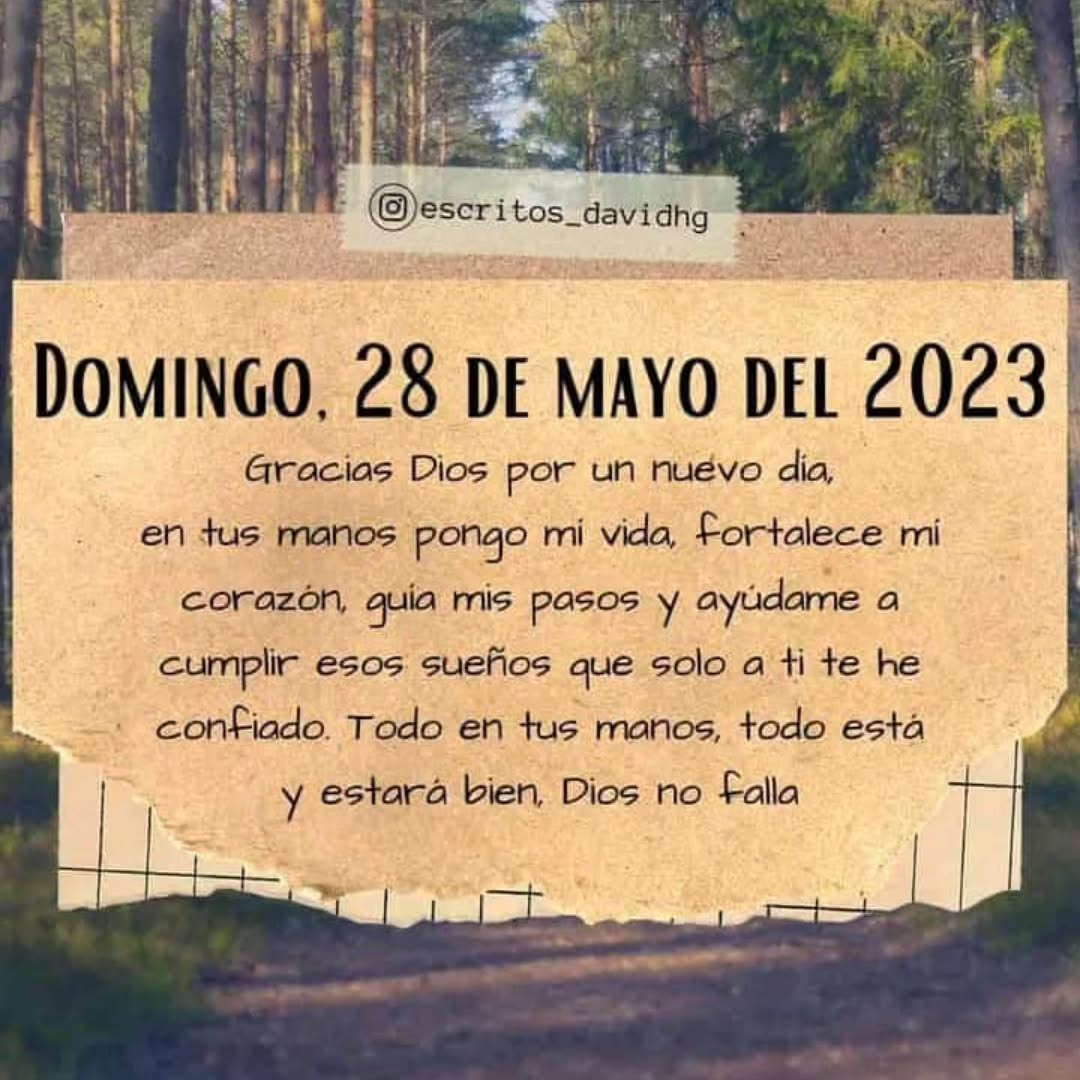 @escritos_davidhg
Domingo, 28 de mayo del 2023
Gracias Dios por un nuevo día,
en tus manos pongo mi vida, fortalece mi
corazón, guía mis pasos y ayúdame a
cumplir esos sueños que solo a ti te he
confiado. Todo en tus manos, todo está
y estará bien, Dios no falla